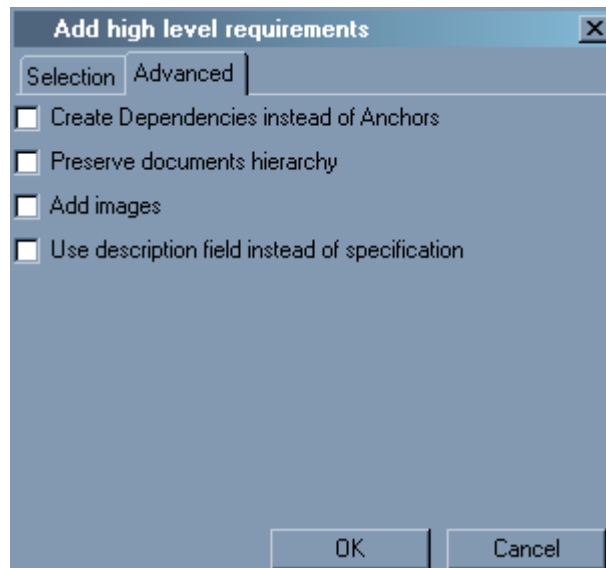 Add high level requirements
Selection Advanced
Create Dependencies instead of Anchors
Preserve documents hierarchy
Add images
Use description field instead of specification
OK Cancel